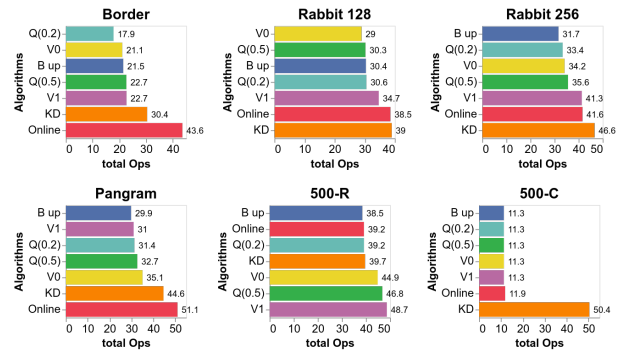 Border
Rabbit 128
Rabbit 256
Algorithms
Q(0.2) 17.9
V0 21.1
B up 21.5
Q(0.5) 22.7
V1 22.7
KD 30.4
Online 43.6
0 10 20 30 40
total Ops
Algorithms
V0 29
Q(0.5) 30.3
B up 30.4
Q(0.2) 30.6
V1 34.7
Online 38.5
KD 39
0 10 20 30 40
total Ops
Algorithms
B up 31.7
Q(0.2) 33.4
V0 34.2
Q(0.5) 35.6
V1 41.3
Online 41.6
KD 46.6
0 10 20 30 40 50
total Ops
Pangram
500-R
500-C
Algorithms
B up 29.9
V1 31
Q(0.2) 31.4
Q(0.5) 32.7
V0 35.1
KD 44.6
Online 51.1
0 10 20 30 40 50
total Ops
Algorithms
B up 38.5
Online 39.2
Q(0.2) 39.2
KD 39.7
V0 44.9
Q(0.5) 46.8
V1 48.7
0 10 20 30 40 50
total Ops
Algorithms
B up 11.3
Q(0.2) 11.3
Q(0.5) 11.3
V0 11.3
V1 11.3
Online 11.9
KD 50.4
0 10 20 30 40 50
total Ops